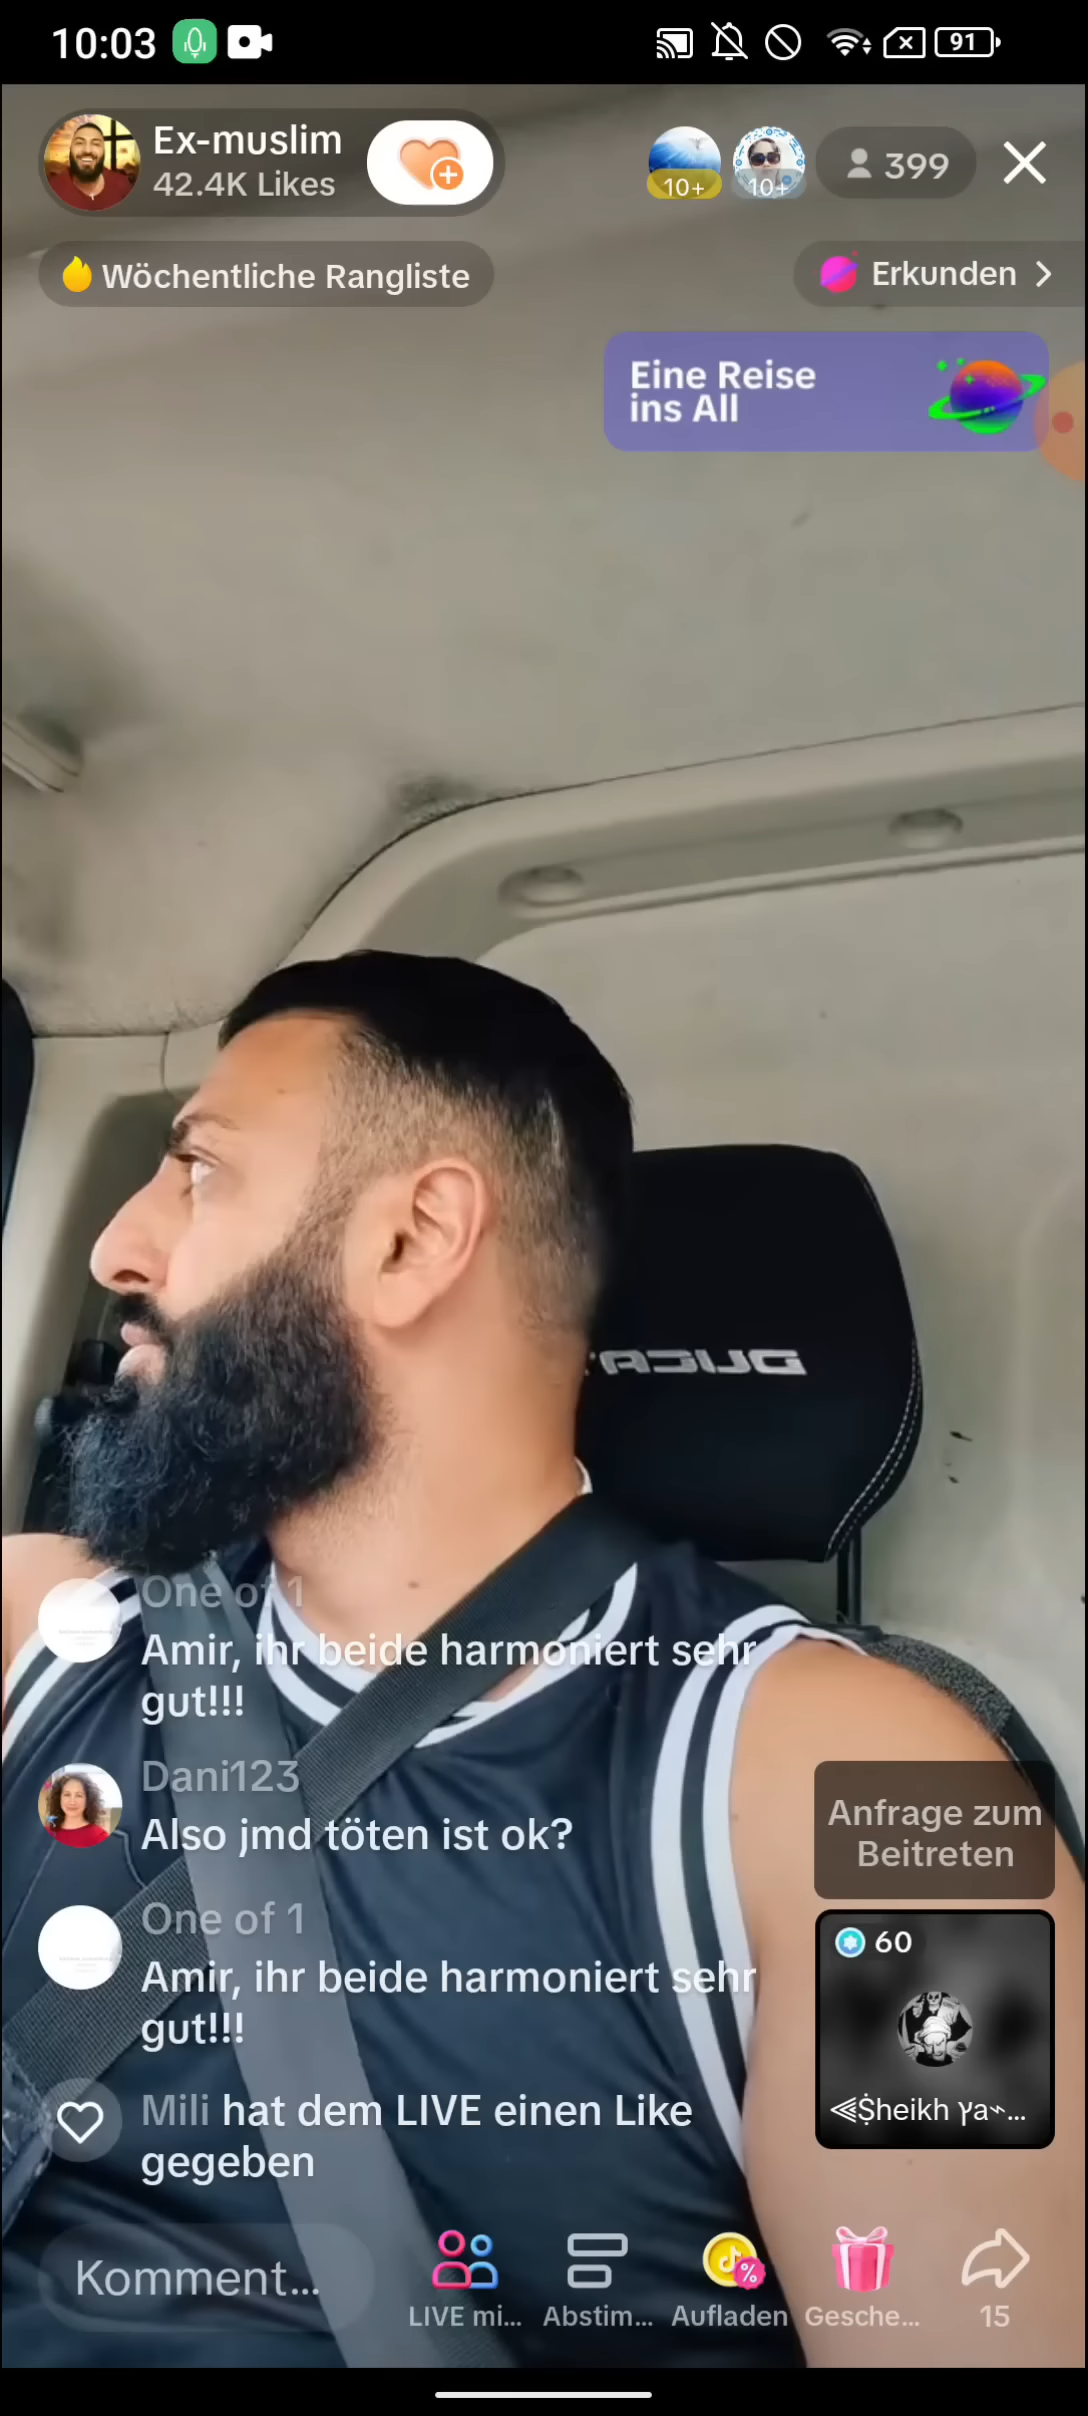 10:03
91
Ex-muslim
42.4K Likes
10+
10+
399
Wöchentliche Rangliste
Erkunden
Eine Reise
ins All
One of 1
Amir, ihr beide harmoniert sehr
gut!!!
Dani123
Also jmd töten ist ok?
One of 1
Amir, ihr beide harmoniert sehr
gut!!!
Mili hat dem LIVE einen Like
gegeben
Anfrage zum
Beitreten
60
Komment...
LIVE mi...
Abstim...
Aufladen
Gesche...
15